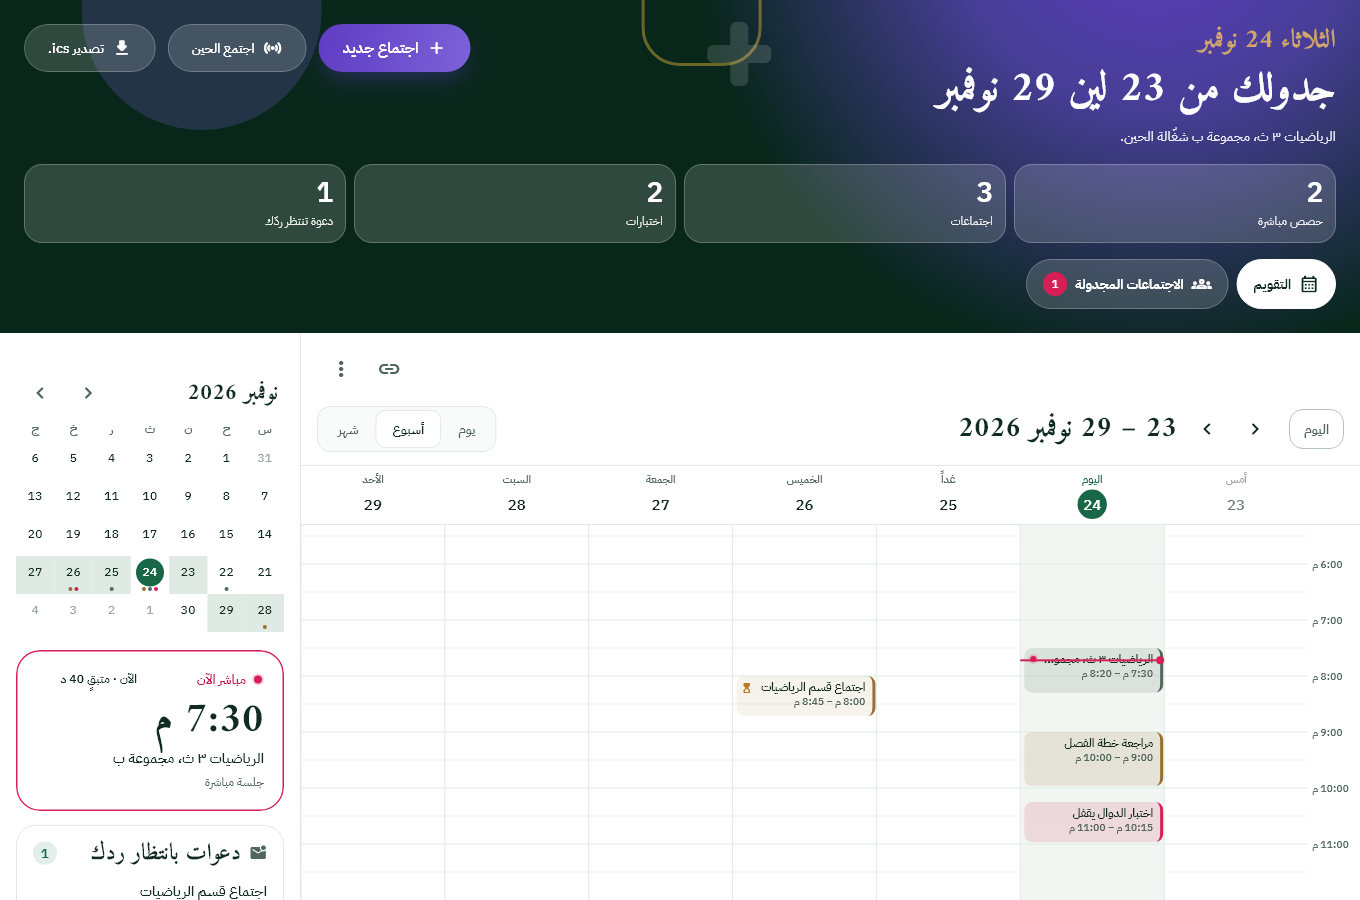 الثلاثاء 24 نوفمبر
جدولك من 23 لين 29 نوفمبر
الرياضيات ٣ ث، مجموعة ب شغّالة الحين.
اجتماع جديد
اجتمع الحين
تصدير ics.
2
حصص مباشرة
3
اجتماعات
2
اختبارات
1
دعوة تنتظر ردّك
التقويم
الاجتماعات المجدولة 1
اليوم
23 – 29 نوفمبر 2026
يوم
أسبوع
شهر
أمس
23
اليوم
24
غداً
25
الخميس
26
الجمعة
27
السبت
28
الأحد
29
6:00 م
7:00 م
8:00 م
9:00 م
10:00 م
11:00 م
الرياضيات ٣ ث، مجمو...
7:30 م – 8:20 م
مراجعة خطة الفصل
9:00 م – 10:00 م
اختبار الدوال يقفل
10:15 م – 11:00 م
اجتماع قسم الرياضيات
8:00 م – 8:45 م
نوفمبر 2026
س ح ن ث ر خ ج
31 1 2 3 4 5 6
7 8 9 10 11 12 13
14 15 16 17 18 19 20
21 22 23 24 25 26 27
28 29 30 1 2 3 4
مباشر الآن
الآن · متبقٍ 40 د
7:30 م
الرياضيات ٣ ث، مجموعة ب
جلسة مباشرة
دعوات بانتظار ردك
1
اجتماع قسم الرياضيات